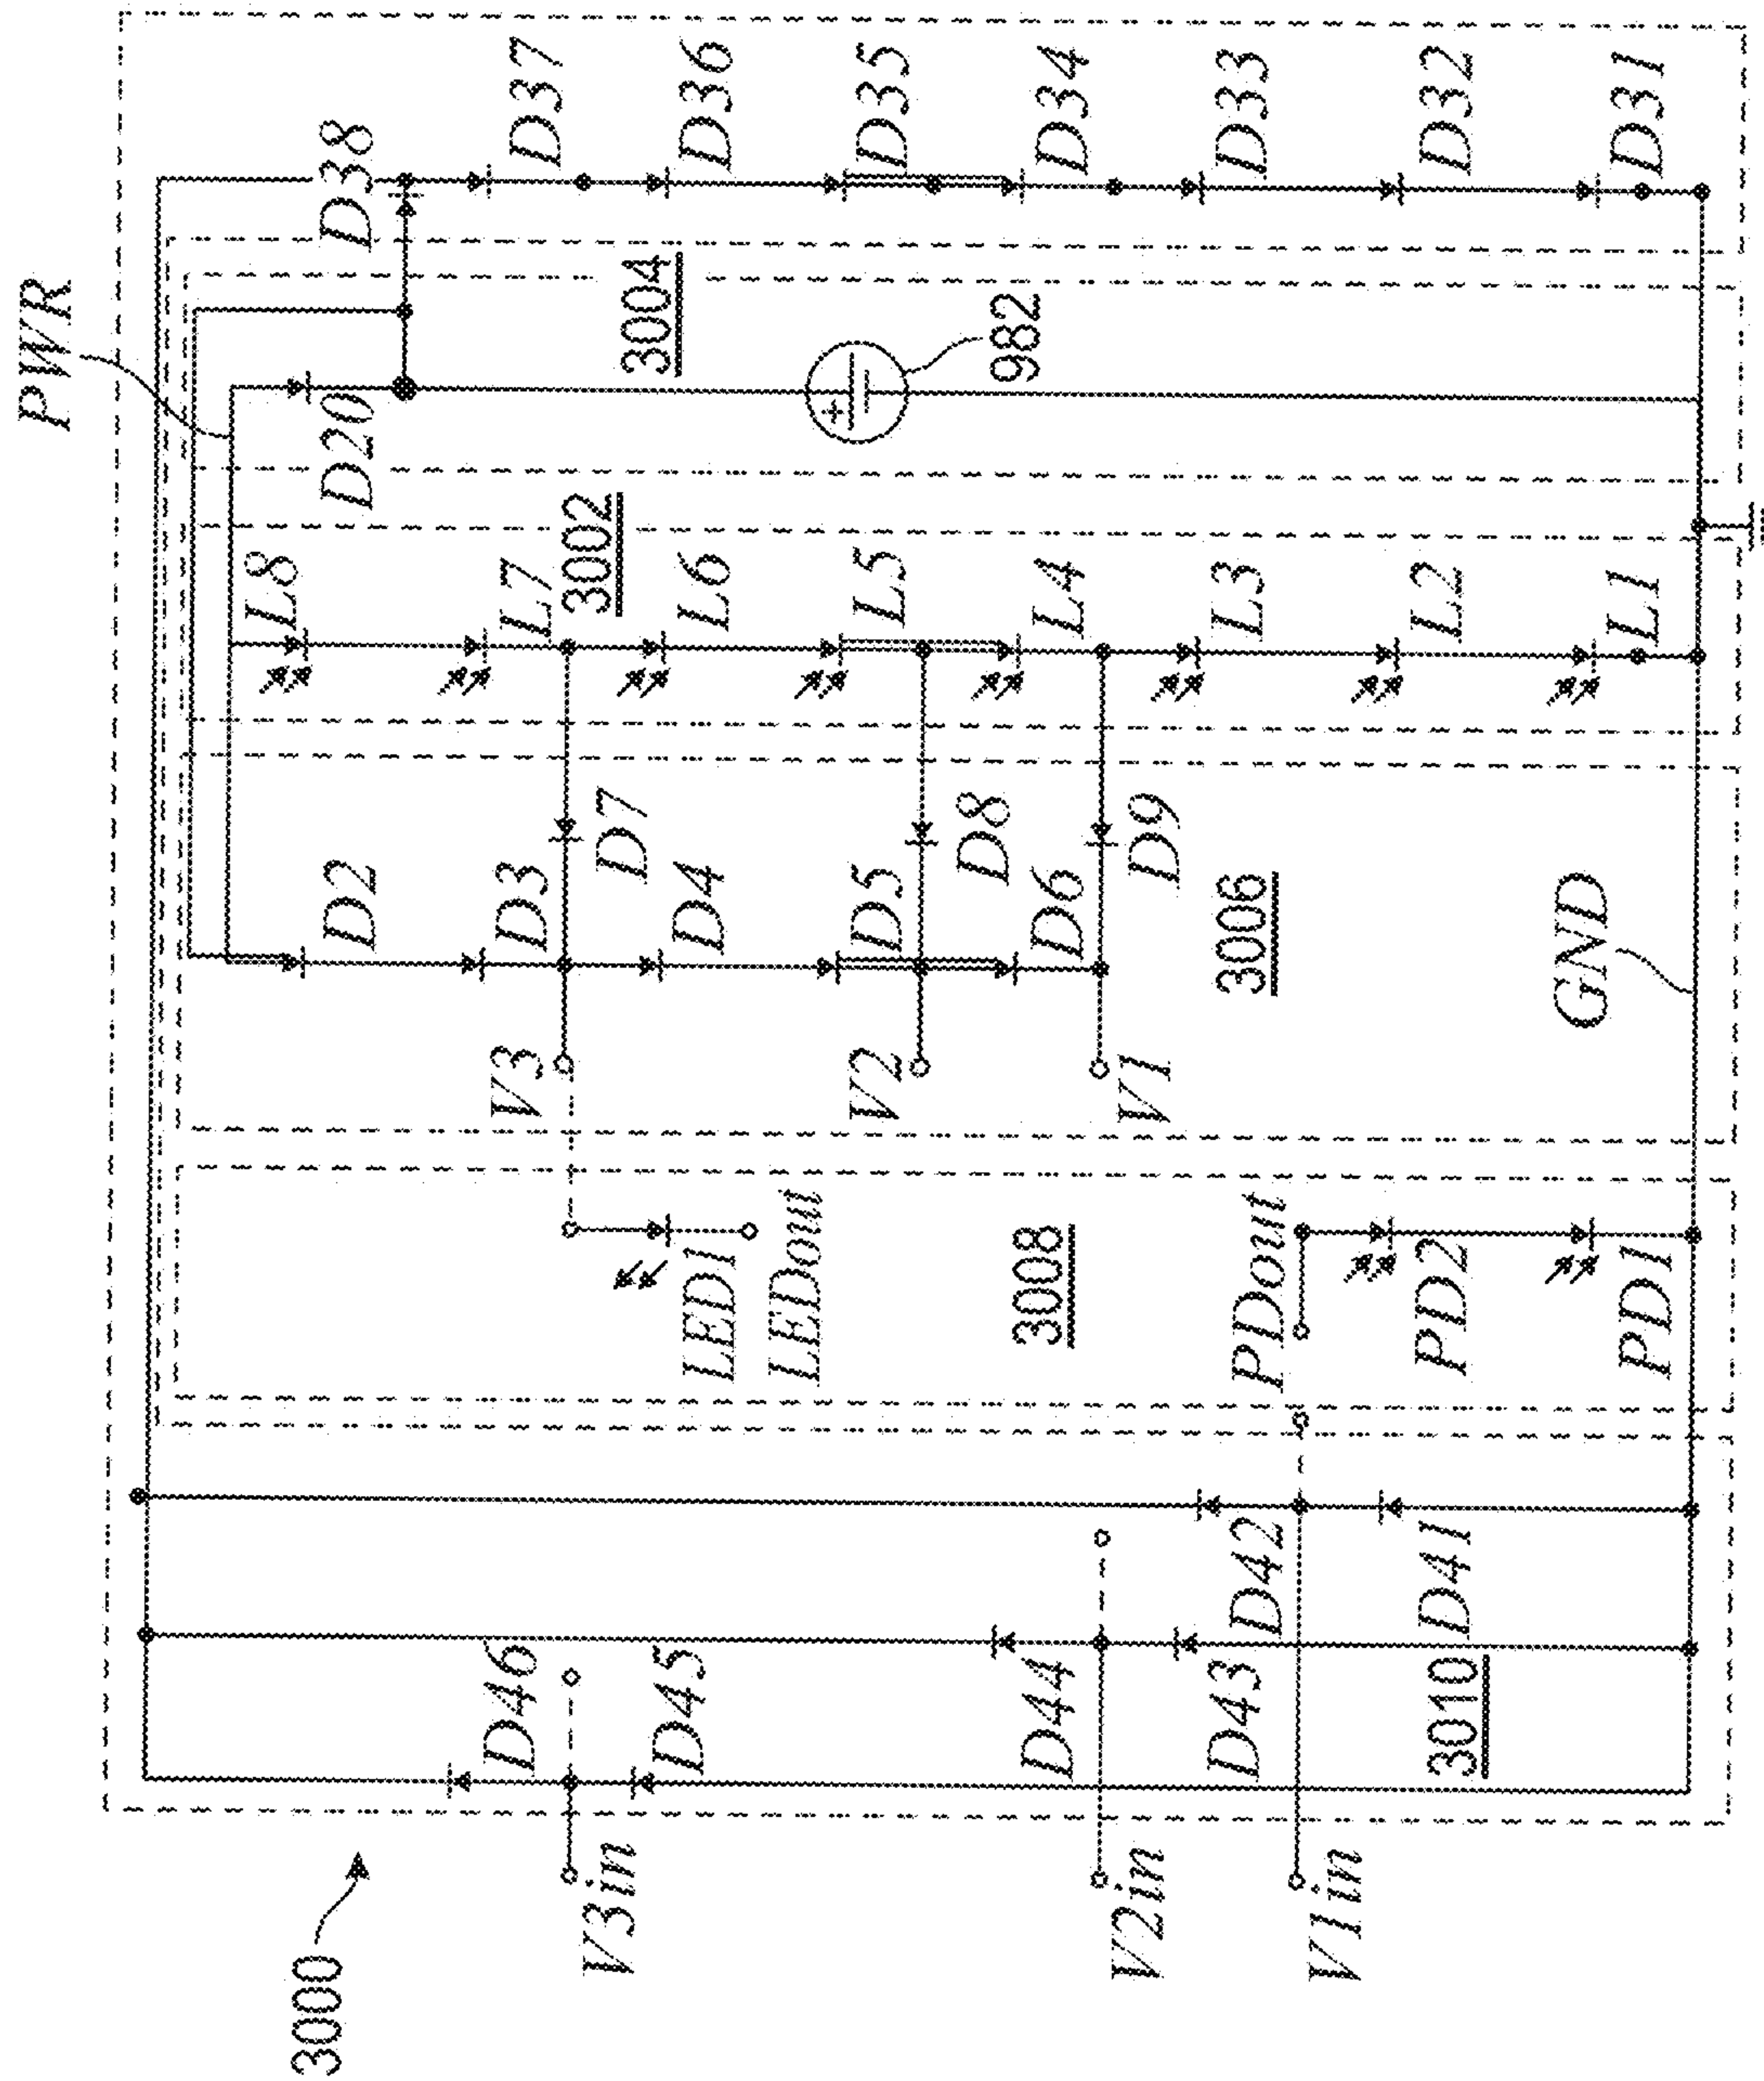 PWR
D38
D37
D36
D35
D34
D33
D32
D31
D20
3004
982
L8
L7
3002
L6
L5
L4
L3
L2
L1
D2
D3
D7
D4
D5
D8
D6
D9
3006
GND
V3
V2
V1
LED1
LEDout
3008
PDout
PD2
PD1
D46
D45
D44
D43
D42
D41
3010
V3in
V2in
V1in
3000
+